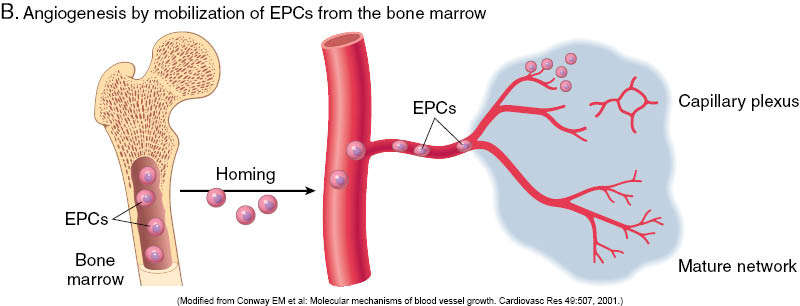 B. Angiogenesis by mobilization of EPCs from the bone marrow
EPCs
Bone
marrow
Homing
EPCs
Capillary plexus
Mature network
(Modified from Conway EM et al: Molecular mechanisms of blood vessel growth. Cardiovasc Res 49:507, 2001.)